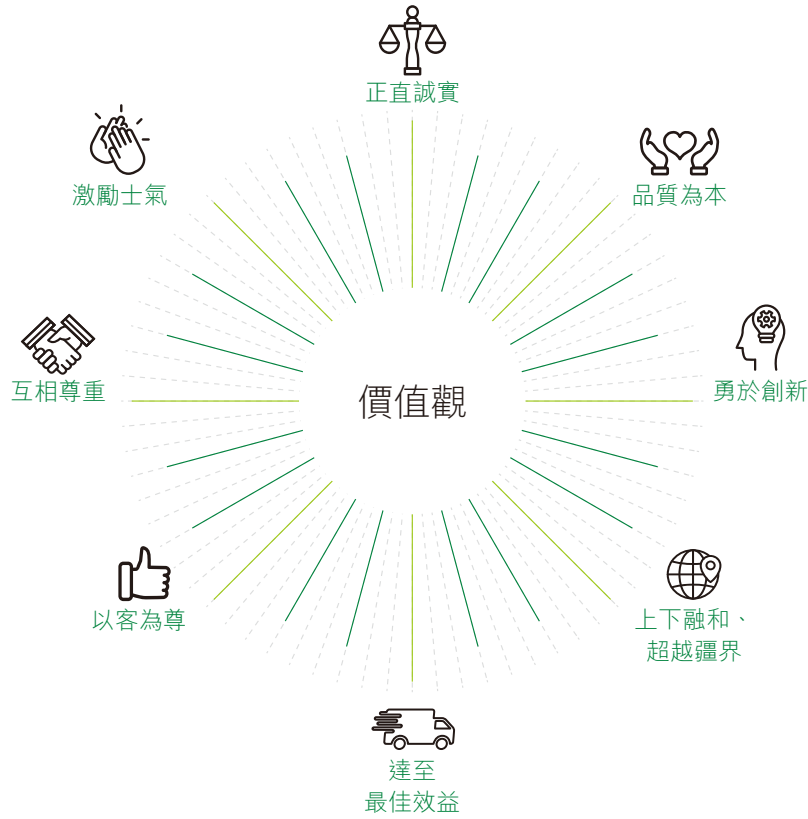 正直誠實
激勵士氣
品質為本
互相尊重
價值觀
勇於創新
以客為尊
上下融和、
超越疆界
達至
最佳效益